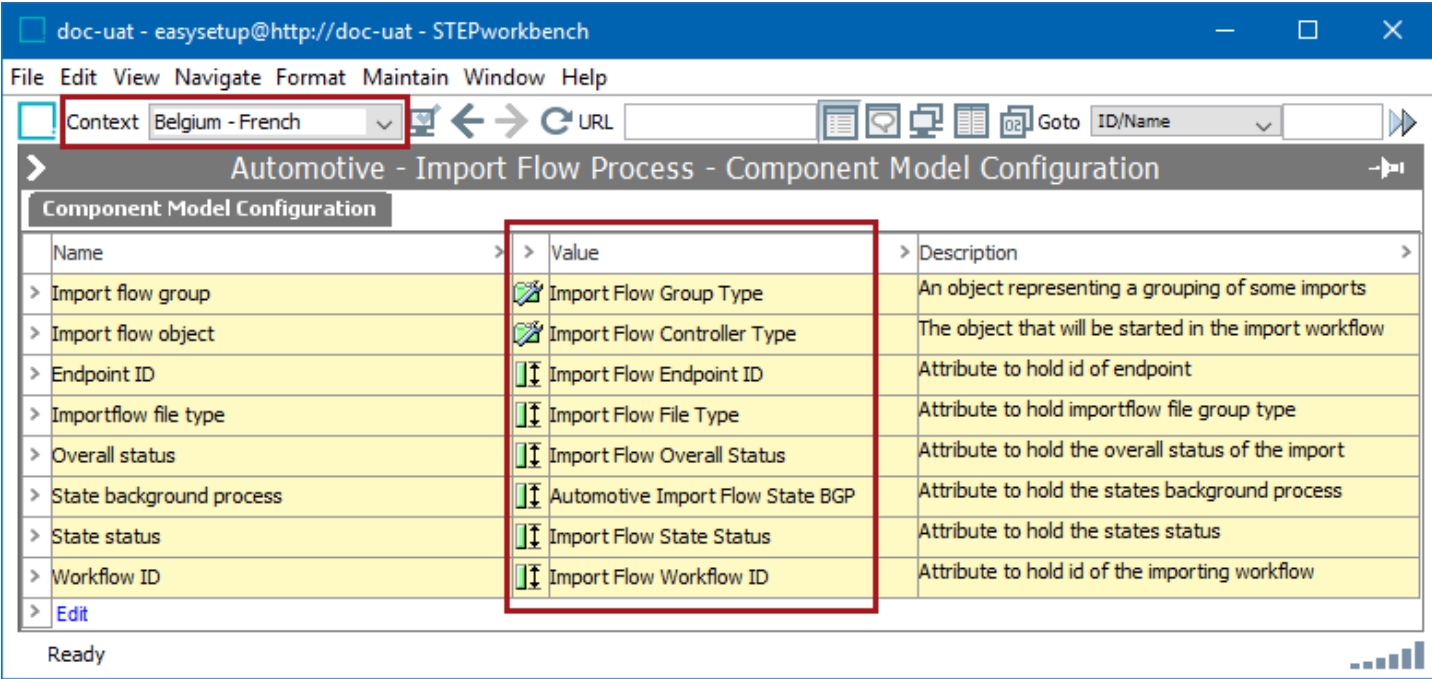 doc-uat - easysetup@http://doc-uat - STEPworkbench
File Edit View Navigate Format Maintain Window Help
Context Belgium - French URL 02 Goto ID/Name
Automotive - Import Flow Process - Component Model Configuration
Component Model Configuration
Name > > Value > Description >
> Import flow group Import Flow Group Type An object representing a grouping of some imports
> Import flow object Import Flow Controller Type The object that will be started in the import workflow
> Endpoint ID Import Flow Endpoint ID Attribute to hold id of endpoint
> Importflow file type Import Flow File Type Attribute to hold importflow file group type
> Overall status Import Flow Overall Status Attribute to hold the overall status of the import
> State background process Automotive Import Flow State BGP Attribute to hold the states background process
> State status Import Flow State Status Attribute to hold the states status
> Workflow ID Import Flow Workflow ID Attribute to hold id of the importing workflow
> Edit
Ready